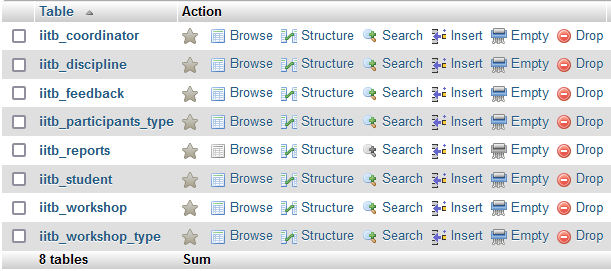 Table Action
iitb_coordinator Browse Structure Search Insert Empty Drop
iitb_discipline Browse Structure Search Insert Empty Drop
iitb_feedback Browse Structure Search Insert Empty Drop
iitb_participants_type Browse Structure Search Insert Empty Drop
iitb_reports Browse Structure Search Insert Empty Drop
iitb_student Browse Structure Search Insert Empty Drop
iitb_workshop Browse Structure Search Insert Empty Drop
iitb_workshop_type Browse Structure Search Insert Empty Drop
8 tables Sum